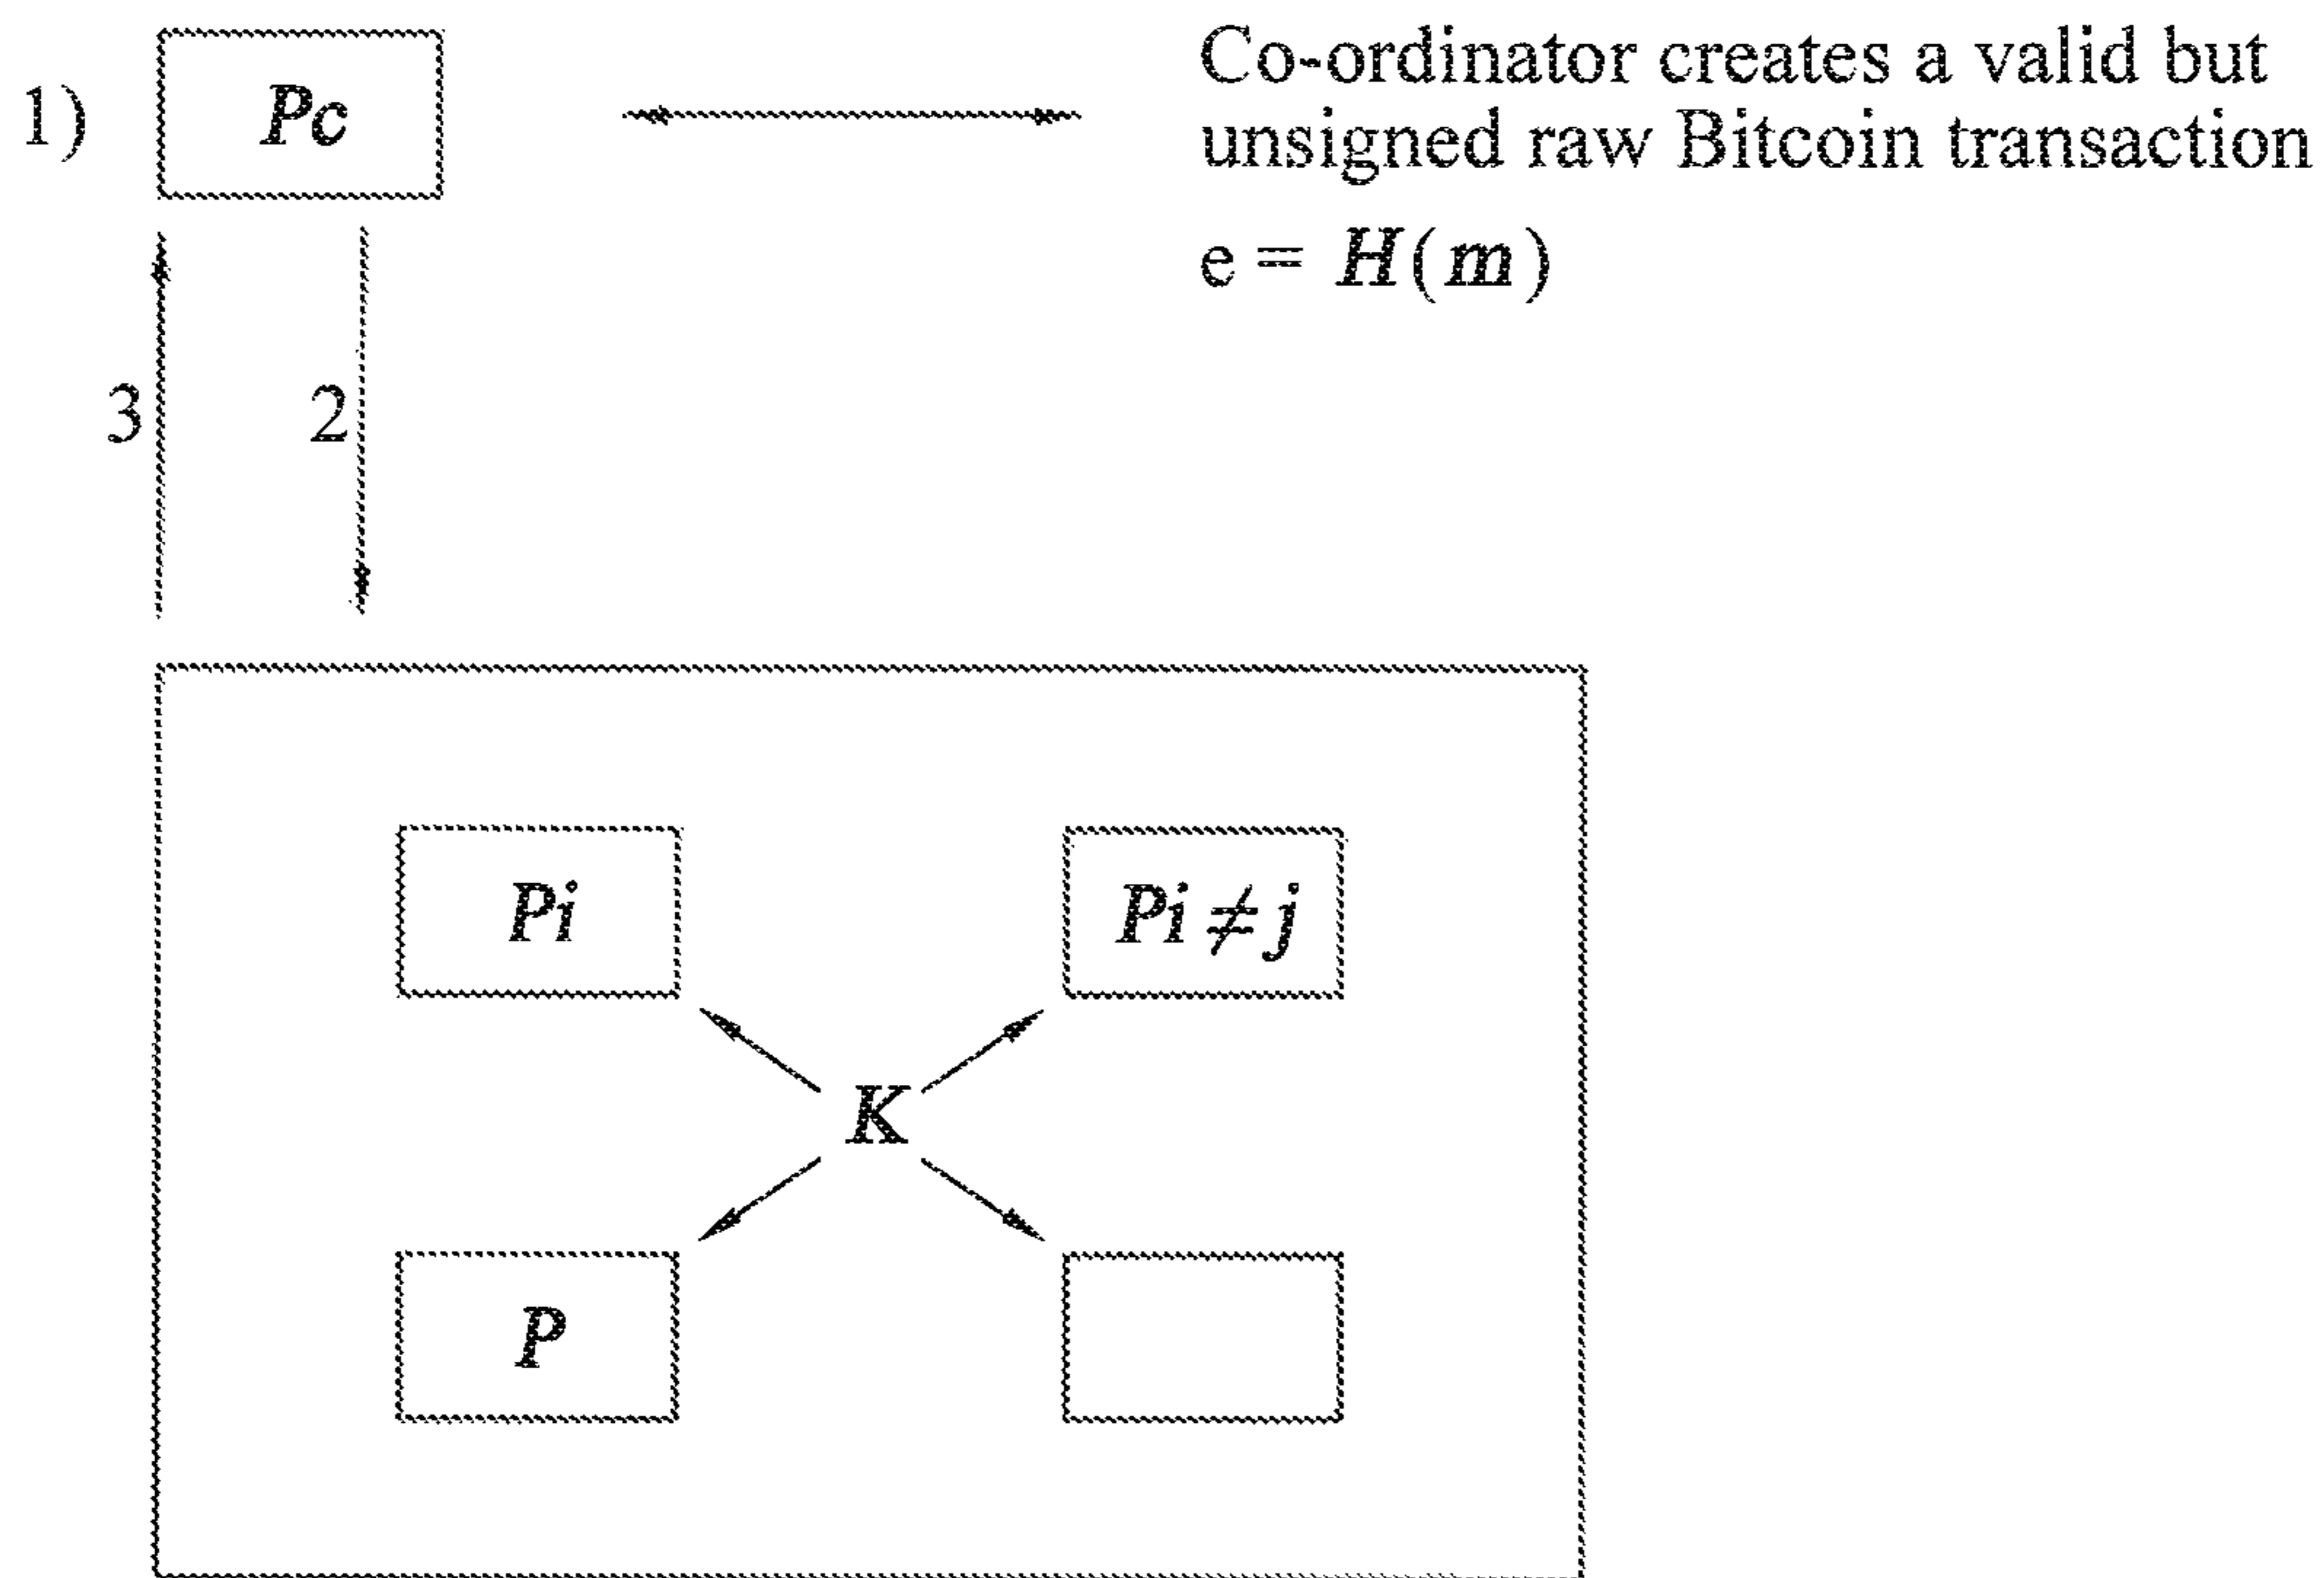 1)
Pc
Co-ordinator creates a valid but
unsigned raw Bitcoin transaction
e = H(m)
3
2
Pi
Pi ≠ j
K
P